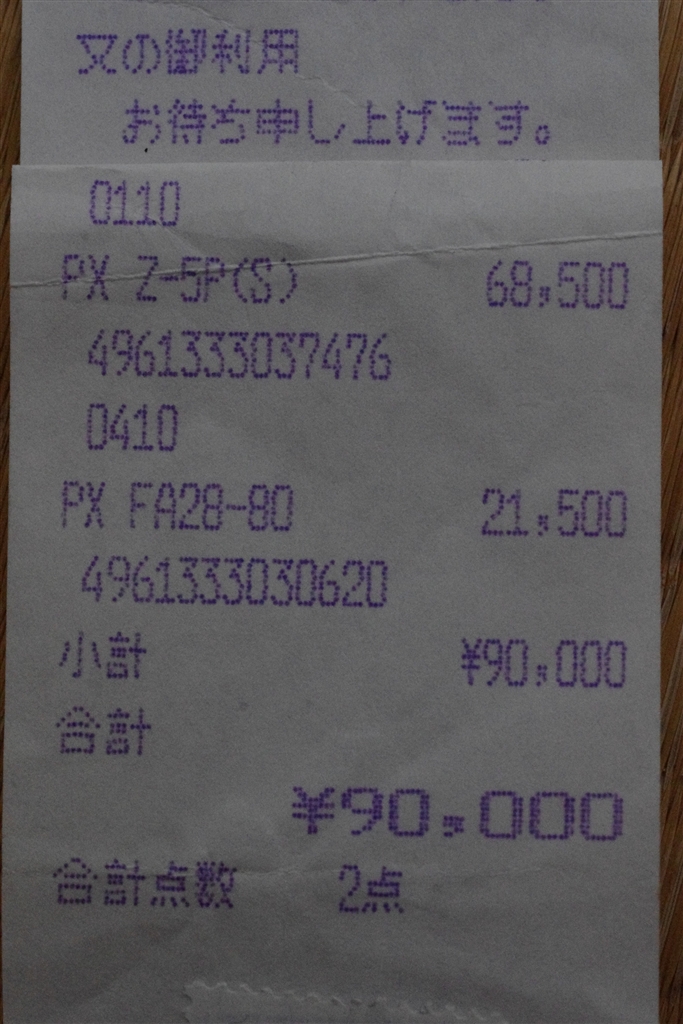 又の御利用
お待ち申し上げます。
0110
PX Z-5P(S) 68,500
4961333037476
0410
PX FA28-80 21,500
4961333030620
小計 ¥90,000
合計
¥90,000
合計点数 2点